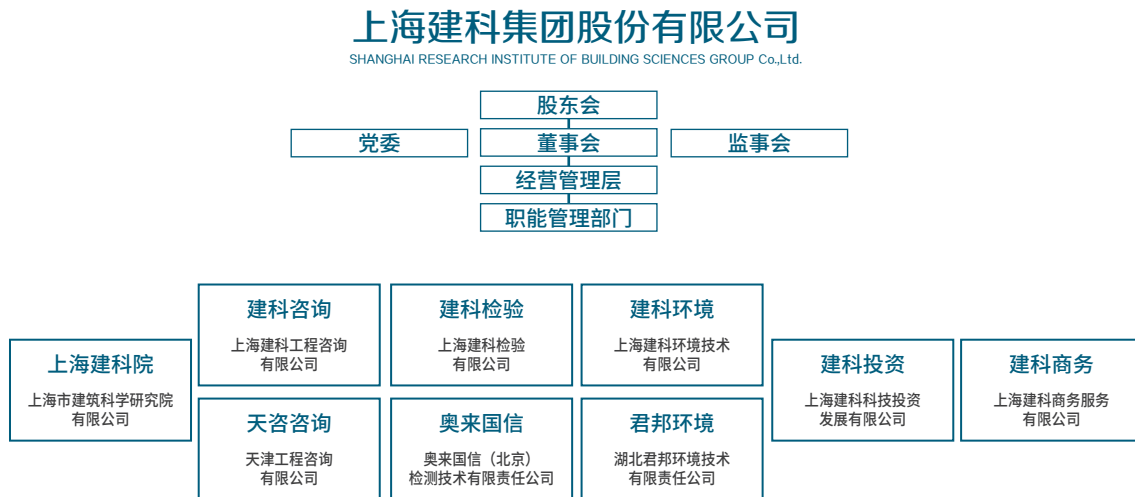 上海建科集团股份有限公司
SHANGHAI RESEARCH INSTITUTE OF BUILDING SCIENCES GROUP Co.,Ltd.
股东会
党委
董事会
监事会
经营管理层
职能管理部门
上海建科院
上海市建筑科学研究院
有限公司
建科咨询
上海建科工程咨询
有限公司
建科检验
上海建科检验
有限公司
建科环境
上海建科环境技术
有限公司
天咨咨询
天津工程咨询
有限公司
奥来国信
奥来国信（北京）
检测技术有限责任公司
君邦环境
湖北君邦环境技术
有限责任公司
建科投资
上海建科科技投资
发展有限公司
建科商务
上海建科商务服务
有限公司